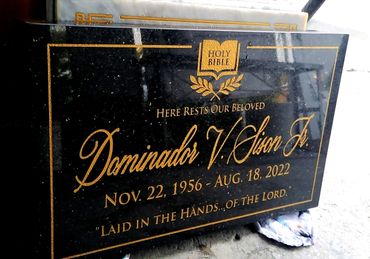 HOLY
BIBLE
HERE RESTS OUR BELOVED
Dominador V. Sison Jr.
NOV. 22, 1956 - AUG. 18, 2022
"LAID IN THE HANDS... OF THE LORD."